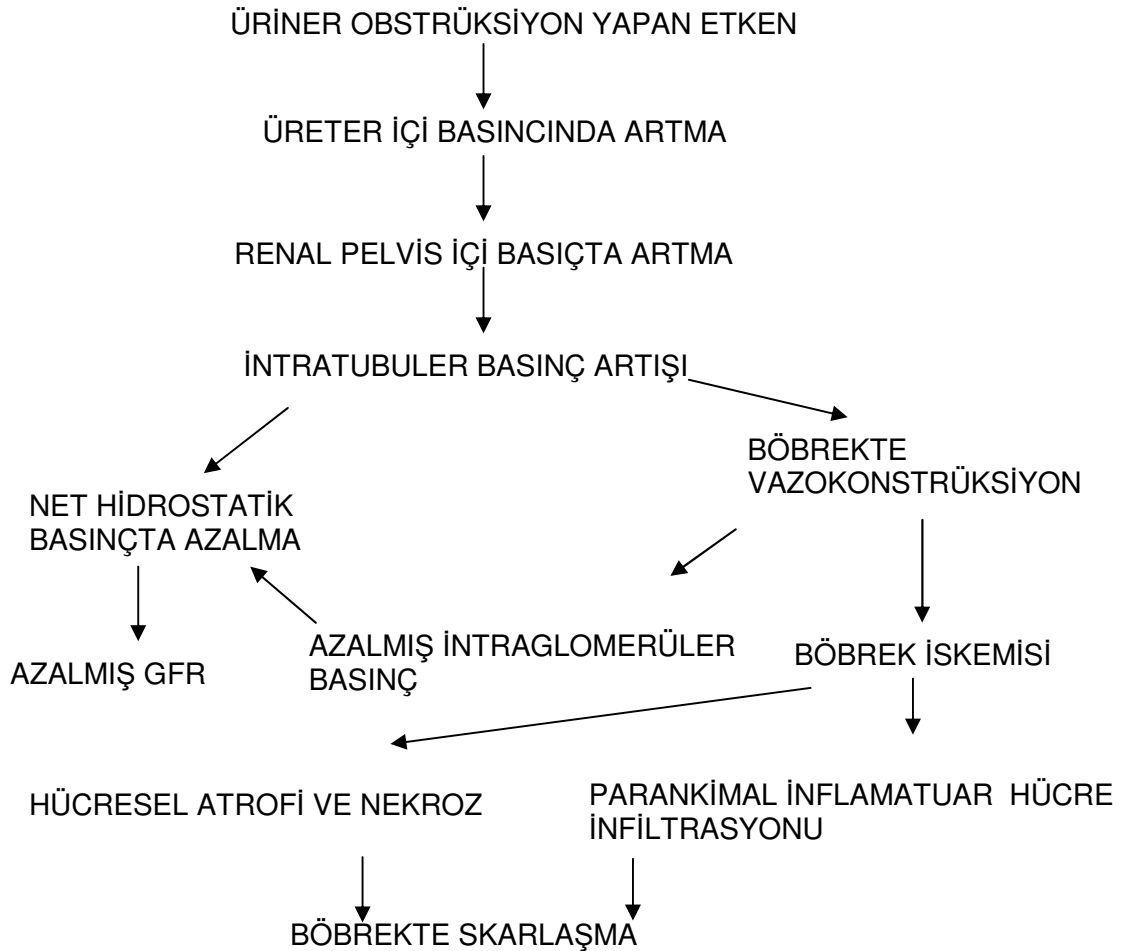 ÜRİNER OBSTRÜKSİYON YAPAN ETKEN
ÜRETER İÇİ BASINCINDA ARTMA
RENAL PELVİS İÇİ BASIÇTA ARTMA
İNTRATUBULER BASINÇ ARTIŞI
BÖBREKTE
VAZOKONSTRÜKSİYON
NET HİDROSTATİK
BASINÇTA AZALMA
AZALMIŞ İNTRAGLOMERÜLER
BASINÇ
BÖBREK İSKEMİSİ
AZALMIŞ GFR
HÜCRESEL ATROFİ VE NEKROZ
PARANKİMAL İNFLAMATUAR HÜCRE
İNFİLTRASYONU
BÖBREKTE SKARLAŞMA